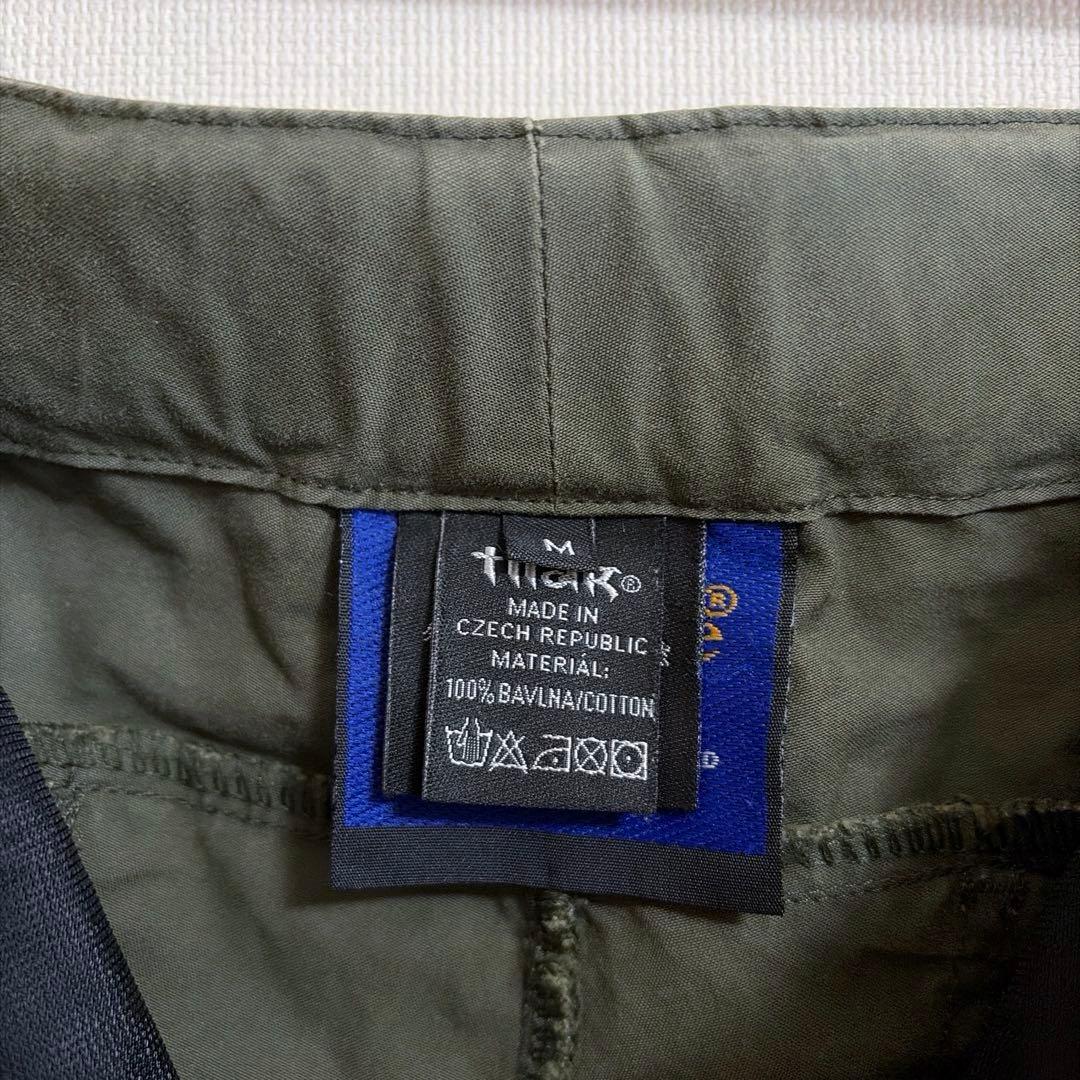 M
tilak®
MADE IN
CZECH REPUBLIC
MATERIÁL:
100% BAVLNA/COTTON
®
D